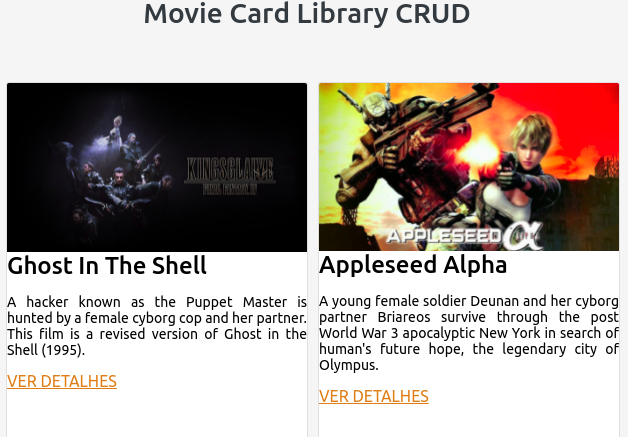 Movie Card Library CRUD
KINGSGLAIVE
FINAL FANTASY XV
APPLESEED α
Ghost In The Shell
A hacker known as the Puppet Master is
hunted by a female cyborg cop and her partner.
This film is a revised version of Ghost in the
Shell (1995).
VER DETALHES
Appleseed Alpha
A young female soldier Deunan and her cyborg
partner Briareos survive through the post
World War 3 apocalyptic New York in search of
human's future hope, the legendary city of
Olympus.
VER DETALHES